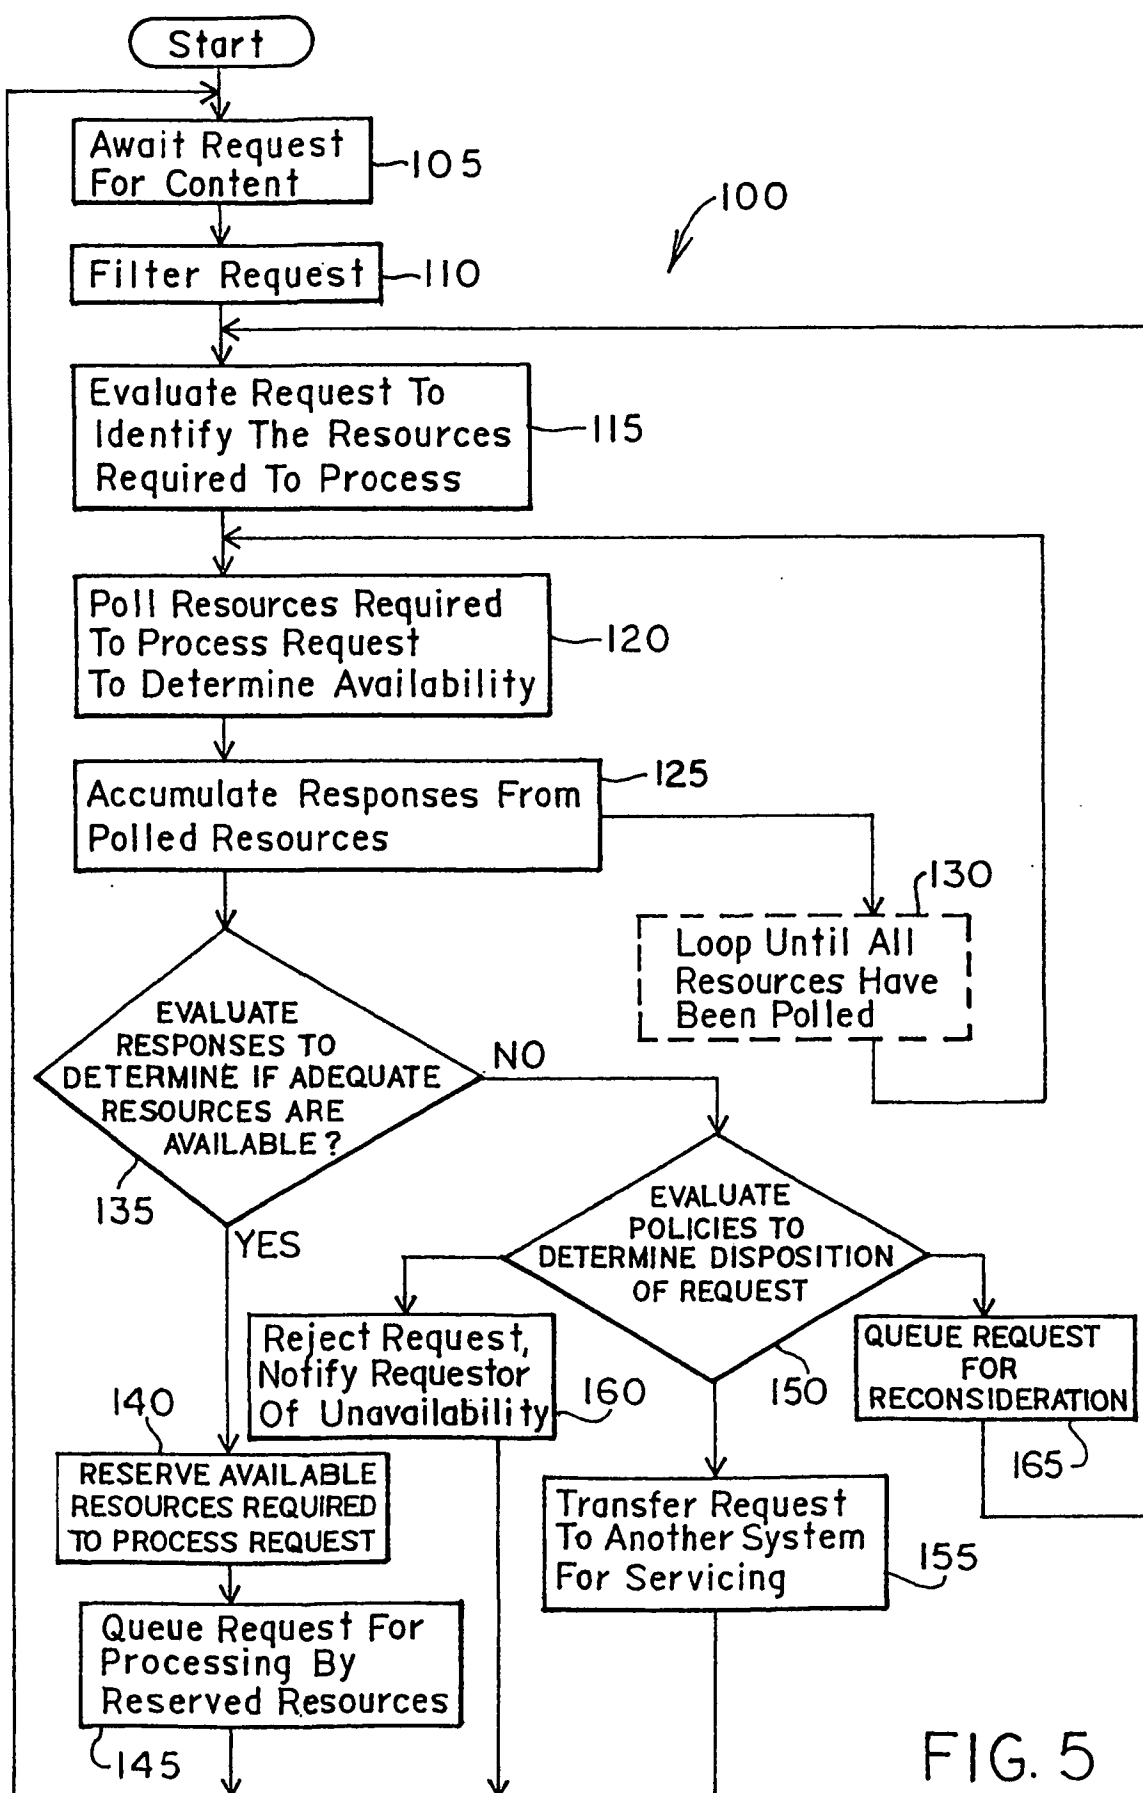 Start
Await Request
For Content
105
100
Filter Request
110
Evaluate Request To
Identify The Resources
Required To Process
115
Poll Resources Required
To Process Request
To Determine Availability
120
Accumulate Responses From
Polled Resources
125
130
Loop Until All
Resources Have
Been Polled
EVALUATE
RESPONSES TO
DETERMINE IF ADEQUATE
RESOURCES ARE
AVAILABLE?
135
NO
YES
EVALUATE
POLICIES TO
DETERMINE DISPOSITION
OF REQUEST
150
Reject Request,
Notify Requestor
Of Unavailability
160
QUEUE REQUEST
FOR
RECONSIDERATION
165
140
RESERVE AVAILABLE
RESOURCES REQUIRED
TO PROCESS REQUEST
Transfer Request
To Another System
For Servicing
155
Queue Request For
Processing By
Reserved Resources
145
FIG. 5